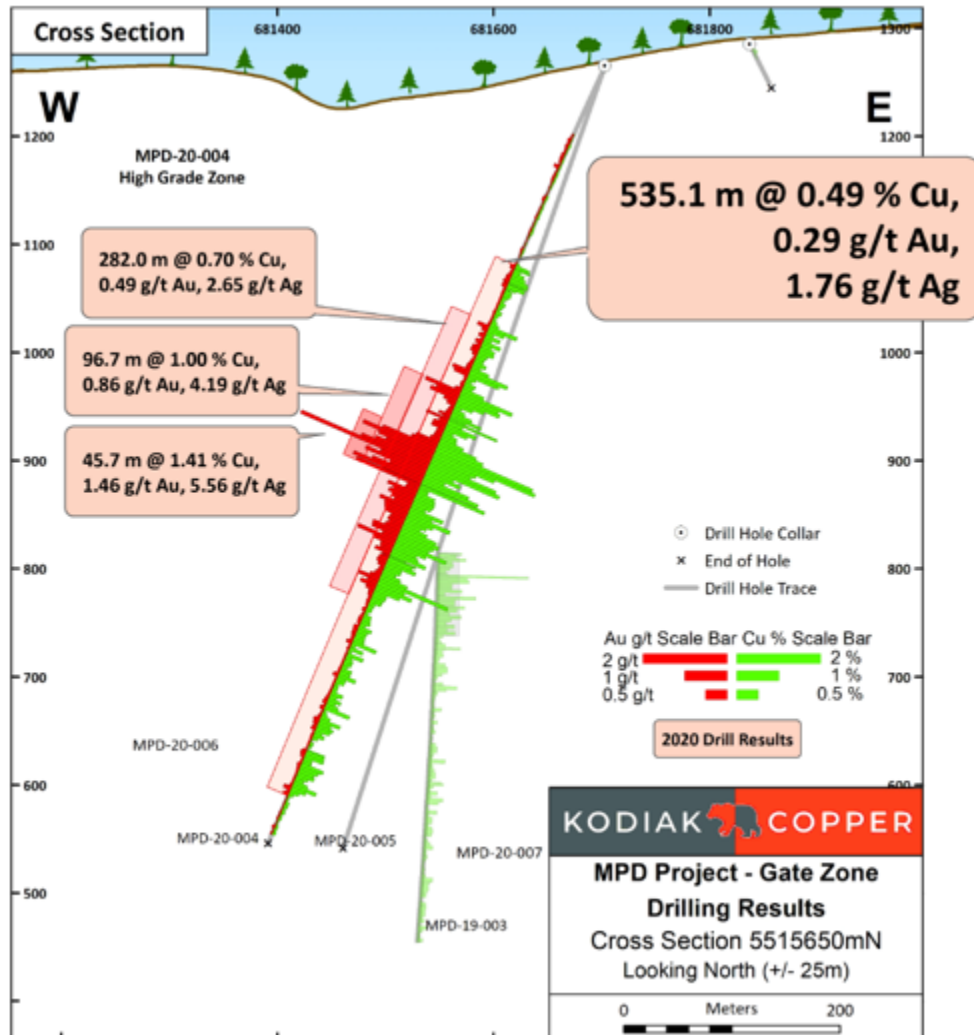 Cross Section
681400
681600
681800
1300
W
E
1200
1200
MPD-20-004
High Grade Zone
535.1 m @ 0.49 % Cu,
0.29 g/t Au,
1.76 g/t Ag
1100
282.0 m @ 0.70 % Cu,
0.49 g/t Au, 2.65 g/t Ag
1000
1000
96.7 m @ 1.00 % Cu,
0.86 g/t Au, 4.19 g/t Ag
900
900
45.7 m @ 1.41 % Cu,
1.46 g/t Au, 5.56 g/t Ag
Drill Hole Collar
End of Hole
Drill Hole Trace
800
800
Au g/t Scale Bar Cu % Scale Bar
2 g/t 2 %
1 g/t 1 %
0.5 g/t 0.5 %
700
700
2020 Drill Results
MPD-20-006
600
600
MPD-20-004
MPD-20-005
MPD-20-007
KODIAK COPPER
MPD Project - Gate Zone
Drilling Results
Cross Section 5515650mN
Looking North (+/- 25m)
500
MPD-19-003
0 Meters 200